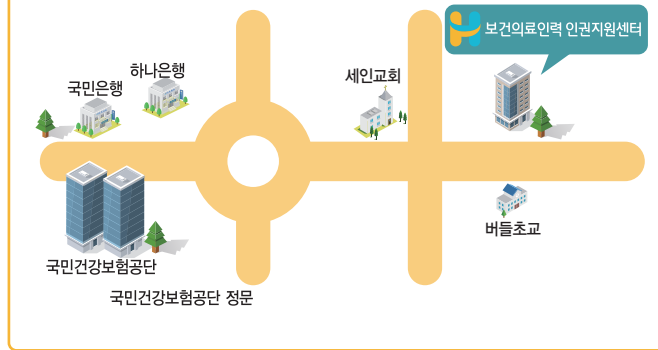 보건의료인력 인권지원센터
하나은행
국민은행
세인교회
버들초교
국민건강보험공단
국민건강보험공단 정문